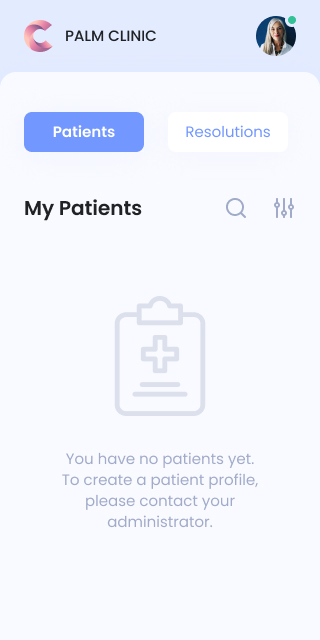 PALM CLINIC
Patients
Resolutions
My Patients
You have no patients yet.
To create a patient profile,
please contact your
administrator.